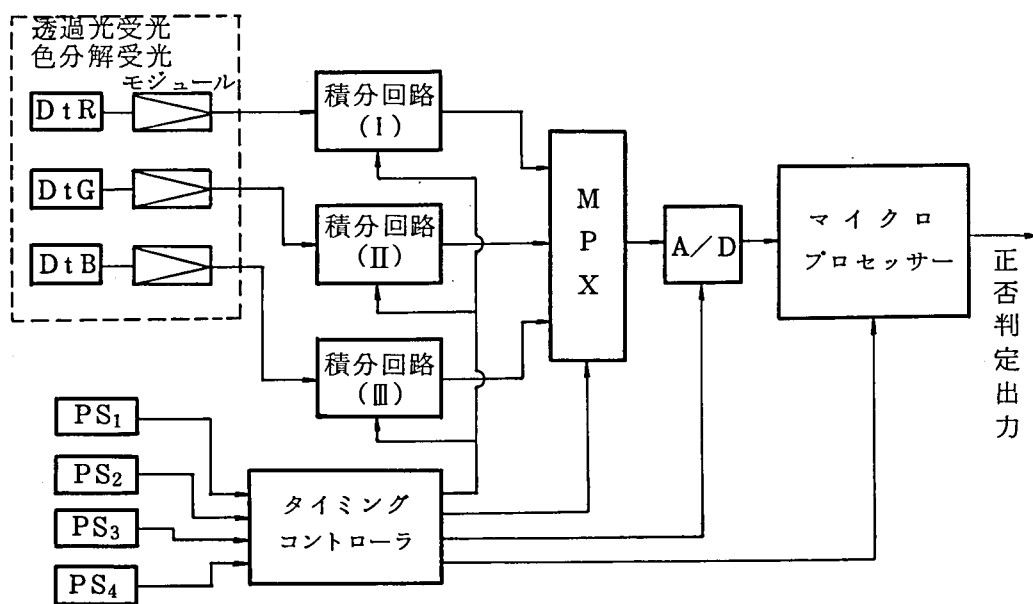 透過光受光
色分解受光
モジュール
DtR
DtG
DtB
積分回路
(Ⅰ)
積分回路
(Ⅱ)
積分回路
(Ⅲ)
MPX
A/D
マイクロ
プロセッサー
正否判定出力
PS₁
PS₂
PS₃
PS₄
タイミング
コントローラ